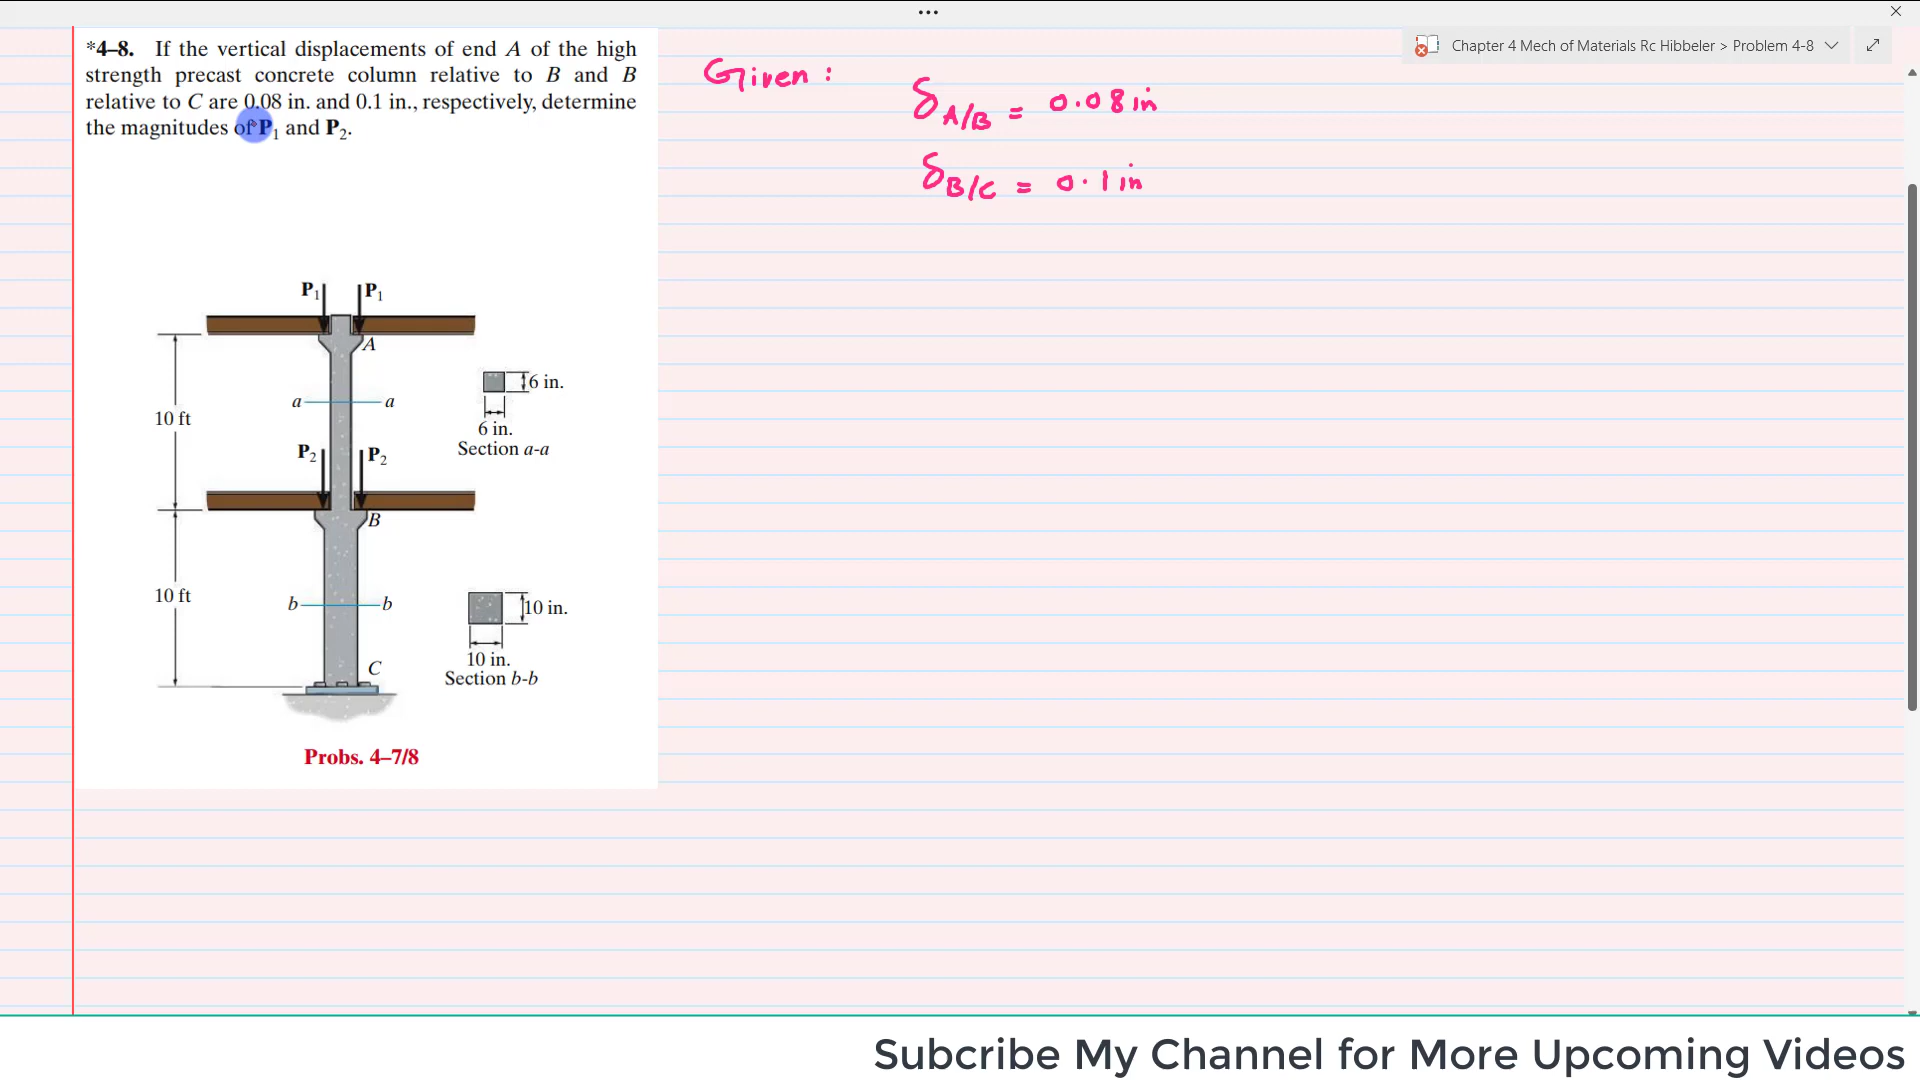 Chapter 4 Mech of Materials Rc Hibbeler > Problem 4-8
*4–8. If the vertical displacements of end A of the high
strength precast concrete column relative to B and B
relative to C are 0.08 in. and 0.1 in., respectively, determine
the magnitudes of P1 and P2.
Given :
δA/B = 0.08 in
δB/C = 0.1 in
P1 P1
A
6 in.
a a
10 ft
6 in.
Section a-a
P2 P2
B
10 ft
b b
10 in.
10 in.
Section b-b
C
Probs. 4–7/8
Subcribe My Channel for More Upcoming Videos